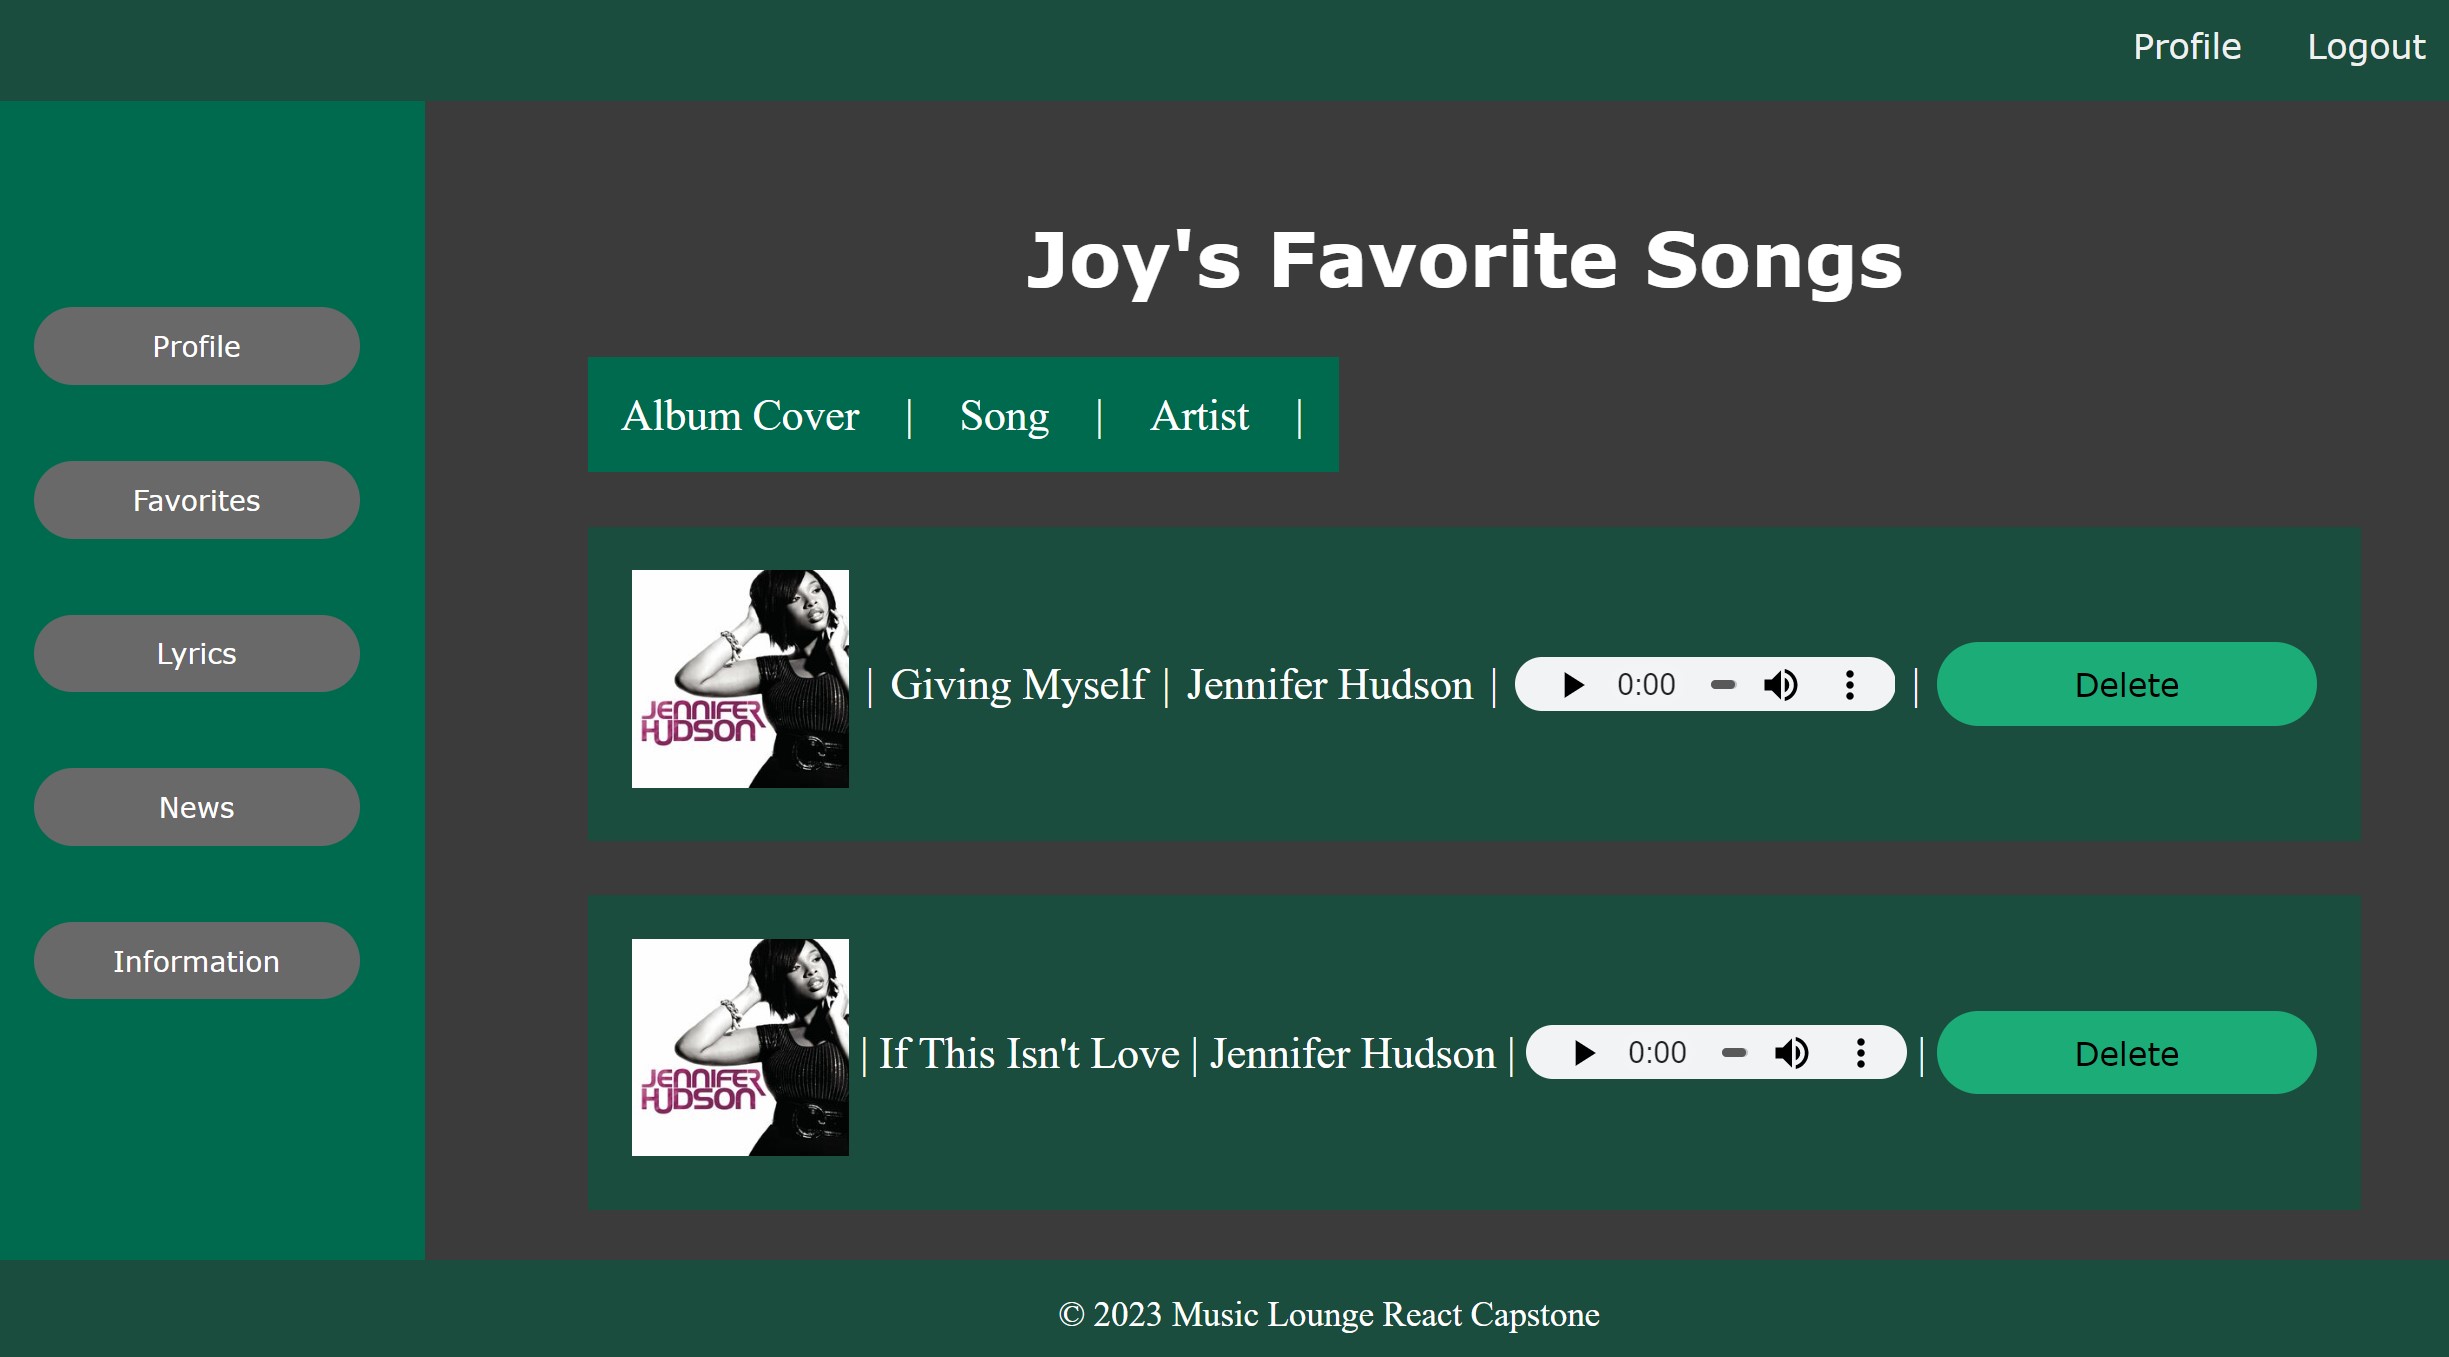 Profile Logout
Joy's Favorite Songs
Profile
Favorites
Lyrics
News
Information
Album Cover | Song | Artist |
JENNIFER
HUDSON
| Giving Myself | Jennifer Hudson | 0:00 | Delete
JENNIFER
HUDSON
| If This Isn't Love | Jennifer Hudson | 0:00 | Delete
© 2023 Music Lounge React Capstone